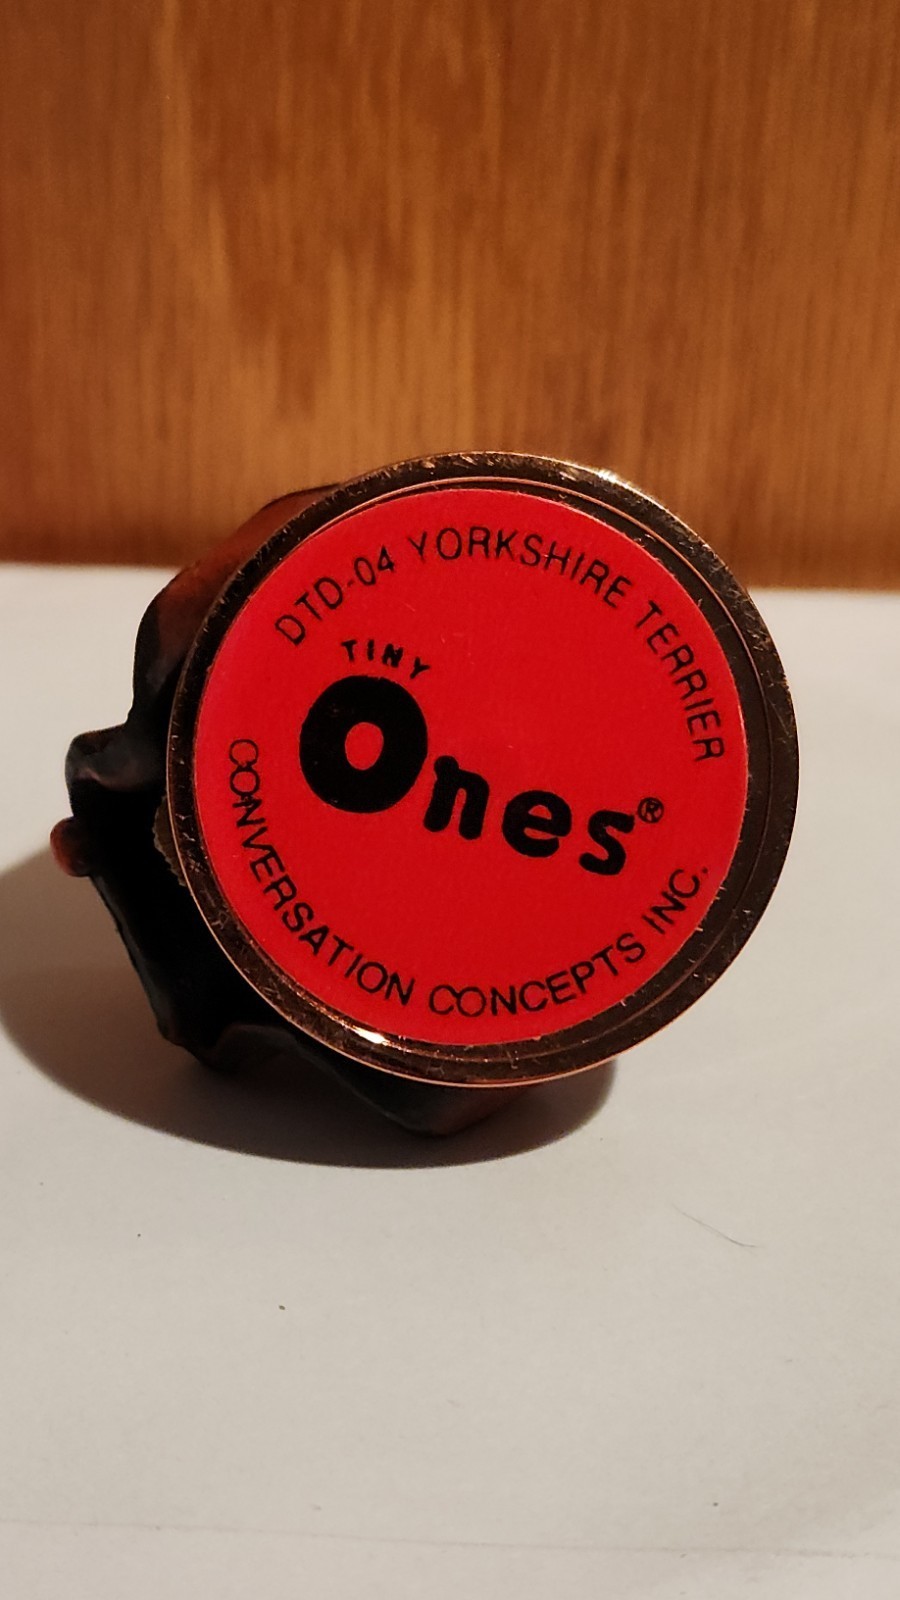 DTD-04 YORKSHIRE TERRIER
TINY
Ones®
CONVERSATION CONCEPTS INC.